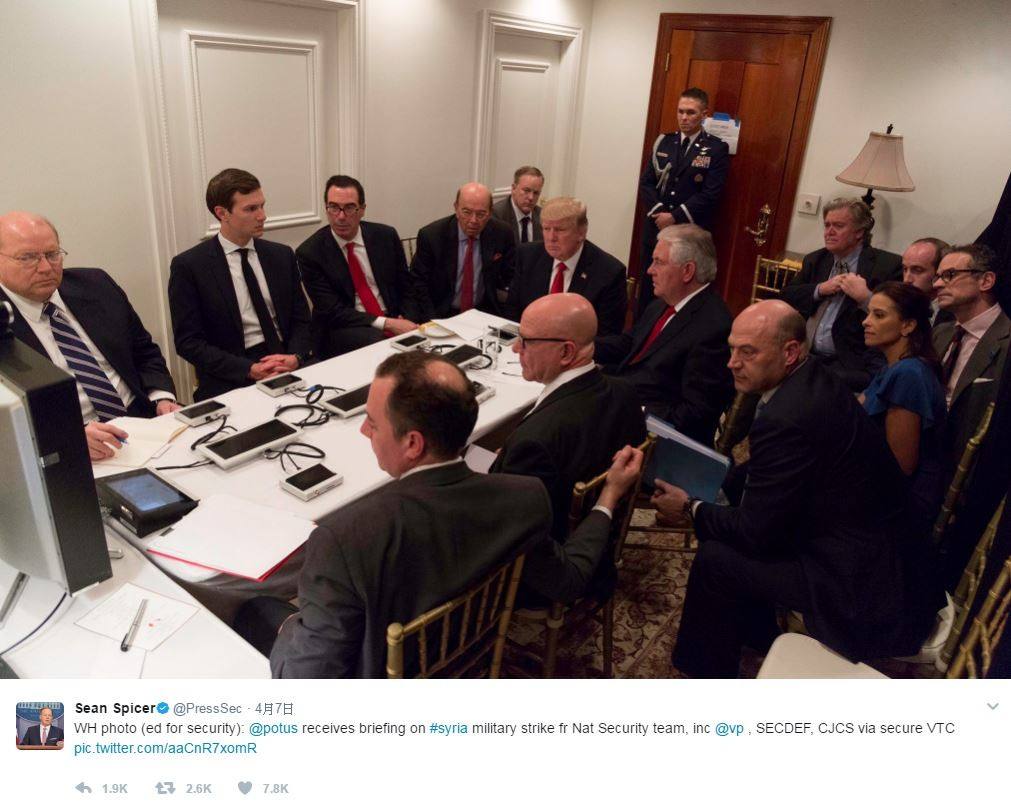 Sean Spicer @PressSec · 4月7日
WH photo (ed for security): @potus receives briefing on #syria military strike fr Nat Security team, inc @vp , SECDEF, CJCS via secure VTC
pic.twitter.com/aaCnR7xomR
1.9K 2.6K 7.8K